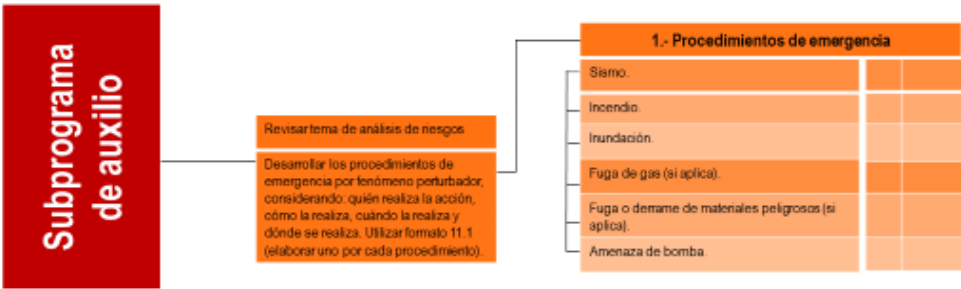 Subprograma
de auxilio
Revisar tema de análisis de riesgos
Desarrollar los procedimientos de
emergencia por fenómeno perturbador,
considerando: quién realiza la acción,
cómo la realiza, cuándo la realiza y
dónde se realiza. Utilizar formato 11.1
(elaborar uno por cada procedimiento).
1.- Procedimientos de emergencia
Sismo.
Incendio.
Inundación.
Fuga de gas (si aplica).
Fuga o derrame de materiales peligrosos (si
aplica).
Amenaza de bomba.